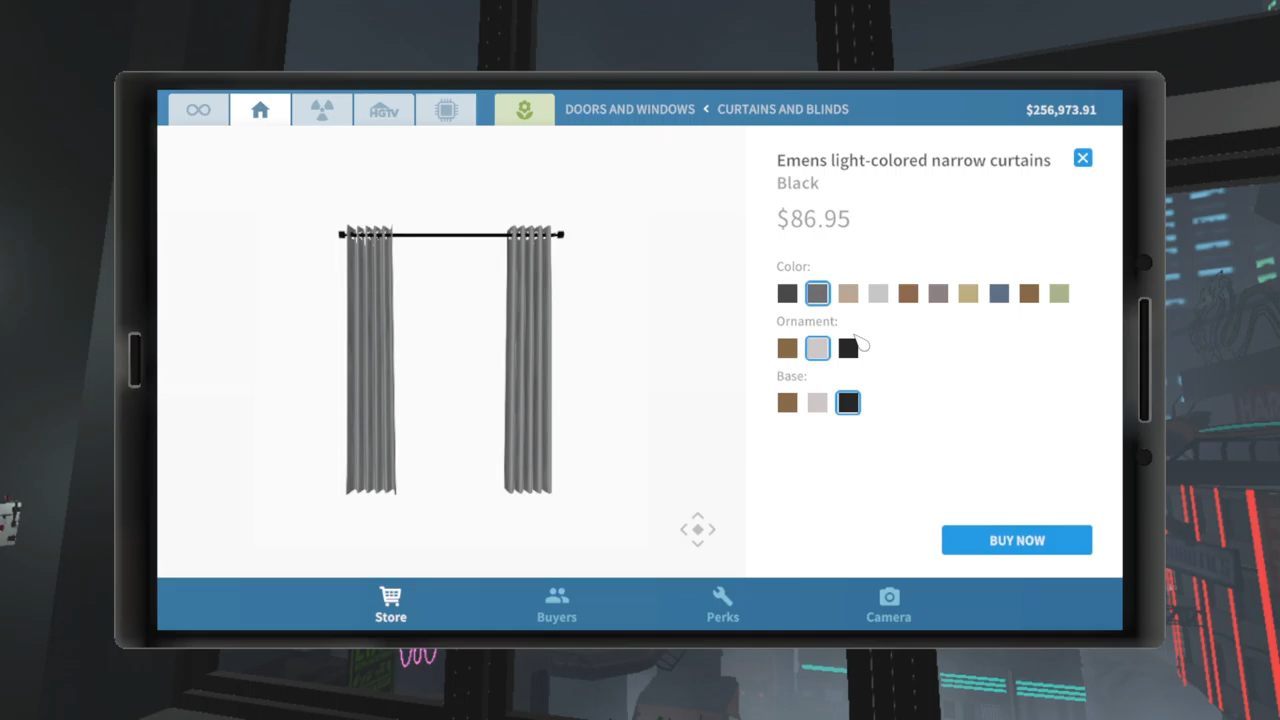 HGTV
DOORS AND WINDOWS < CURTAINS AND BLINDS
$256,973.91
Emens light-colored narrow curtains
Black
$86.95
Color:
Ornament:
Base:
BUY NOW
Store
Buyers
Perks
Camera